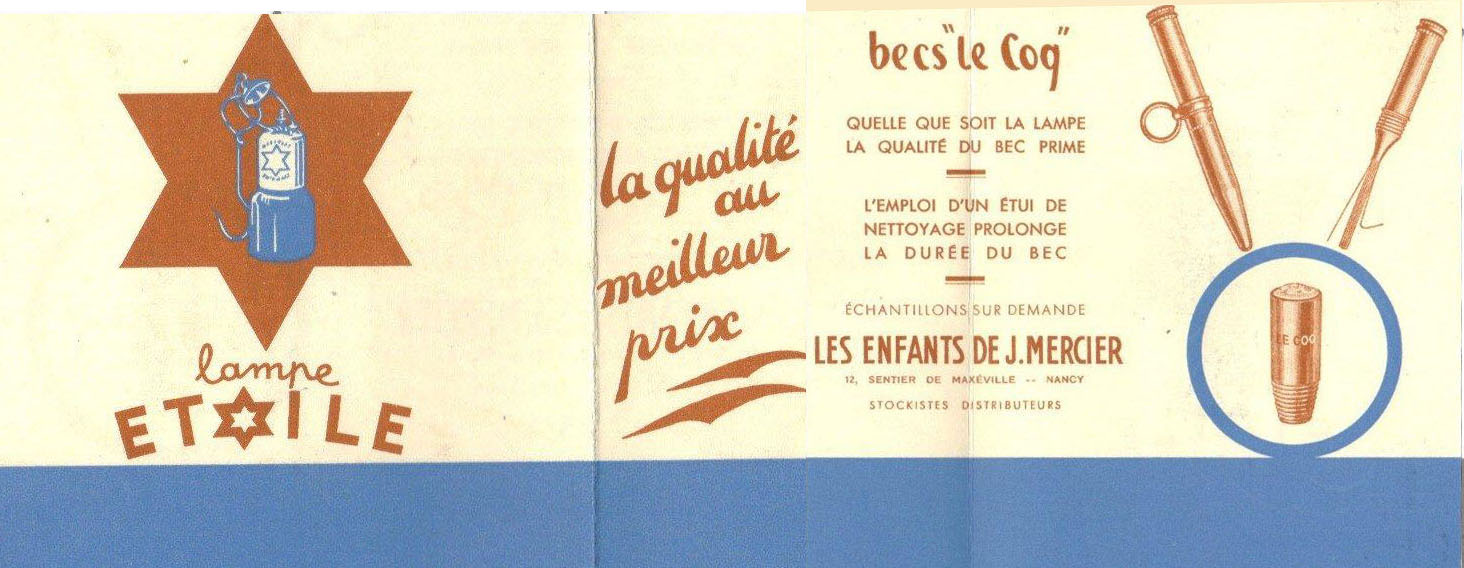 lampe
ETOILE
la qualité
au
meilleur
prix
becs "le Coq"
QUELLE QUE SOIT LA LAMPE
LA QUALITÉ DU BEC PRIME
L'EMPLOI D'UN ÉTUI DE
NETTOYAGE PROLONGE
LA DURÉE DU BEC
ÉCHANTILLONS SUR DEMANDE
LES ENFANTS DE J. MERCIER
12, SENTIER DE MAXÉVILLE -- NANCY
STOCKISTES DISTRIBUTEURS
LE COQ